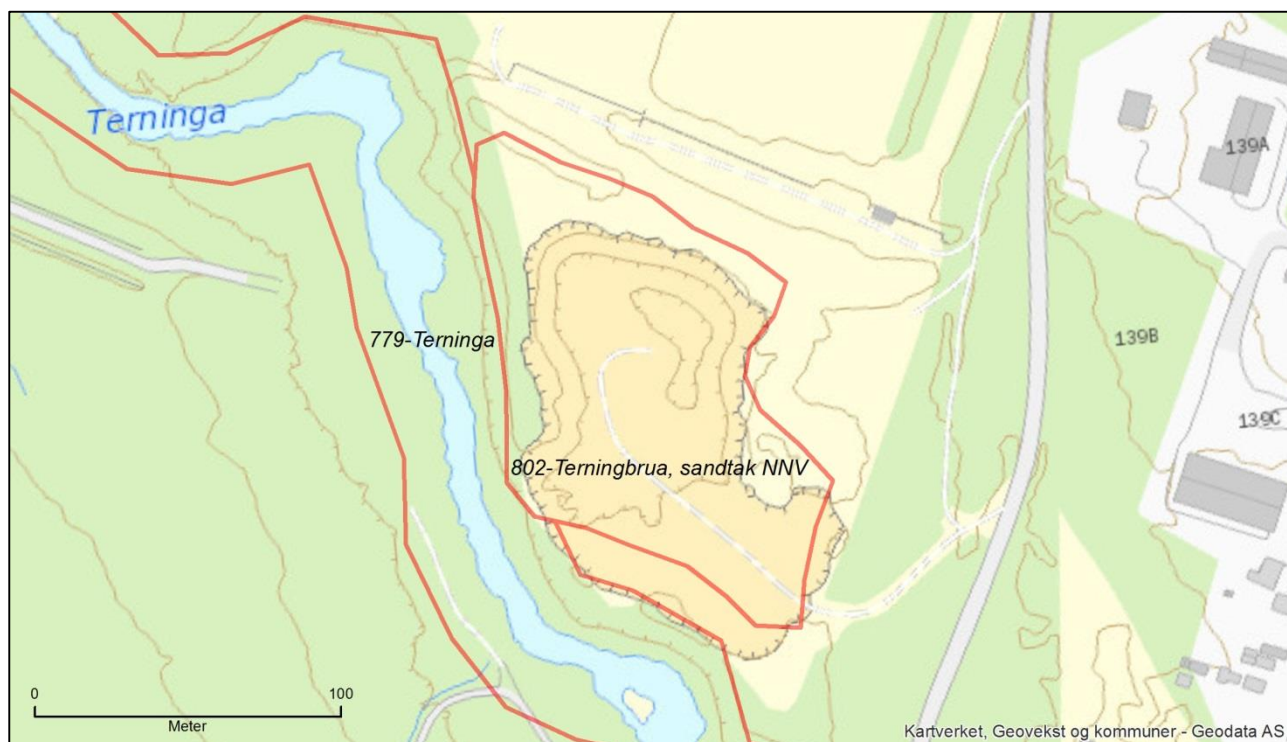 Terninga
139A
779-Terninga
139B
139C
802-Terningbrua, sandtak NNV
0 100
Meter
Kartverket, Geovekst og kommuner - Geodata AS